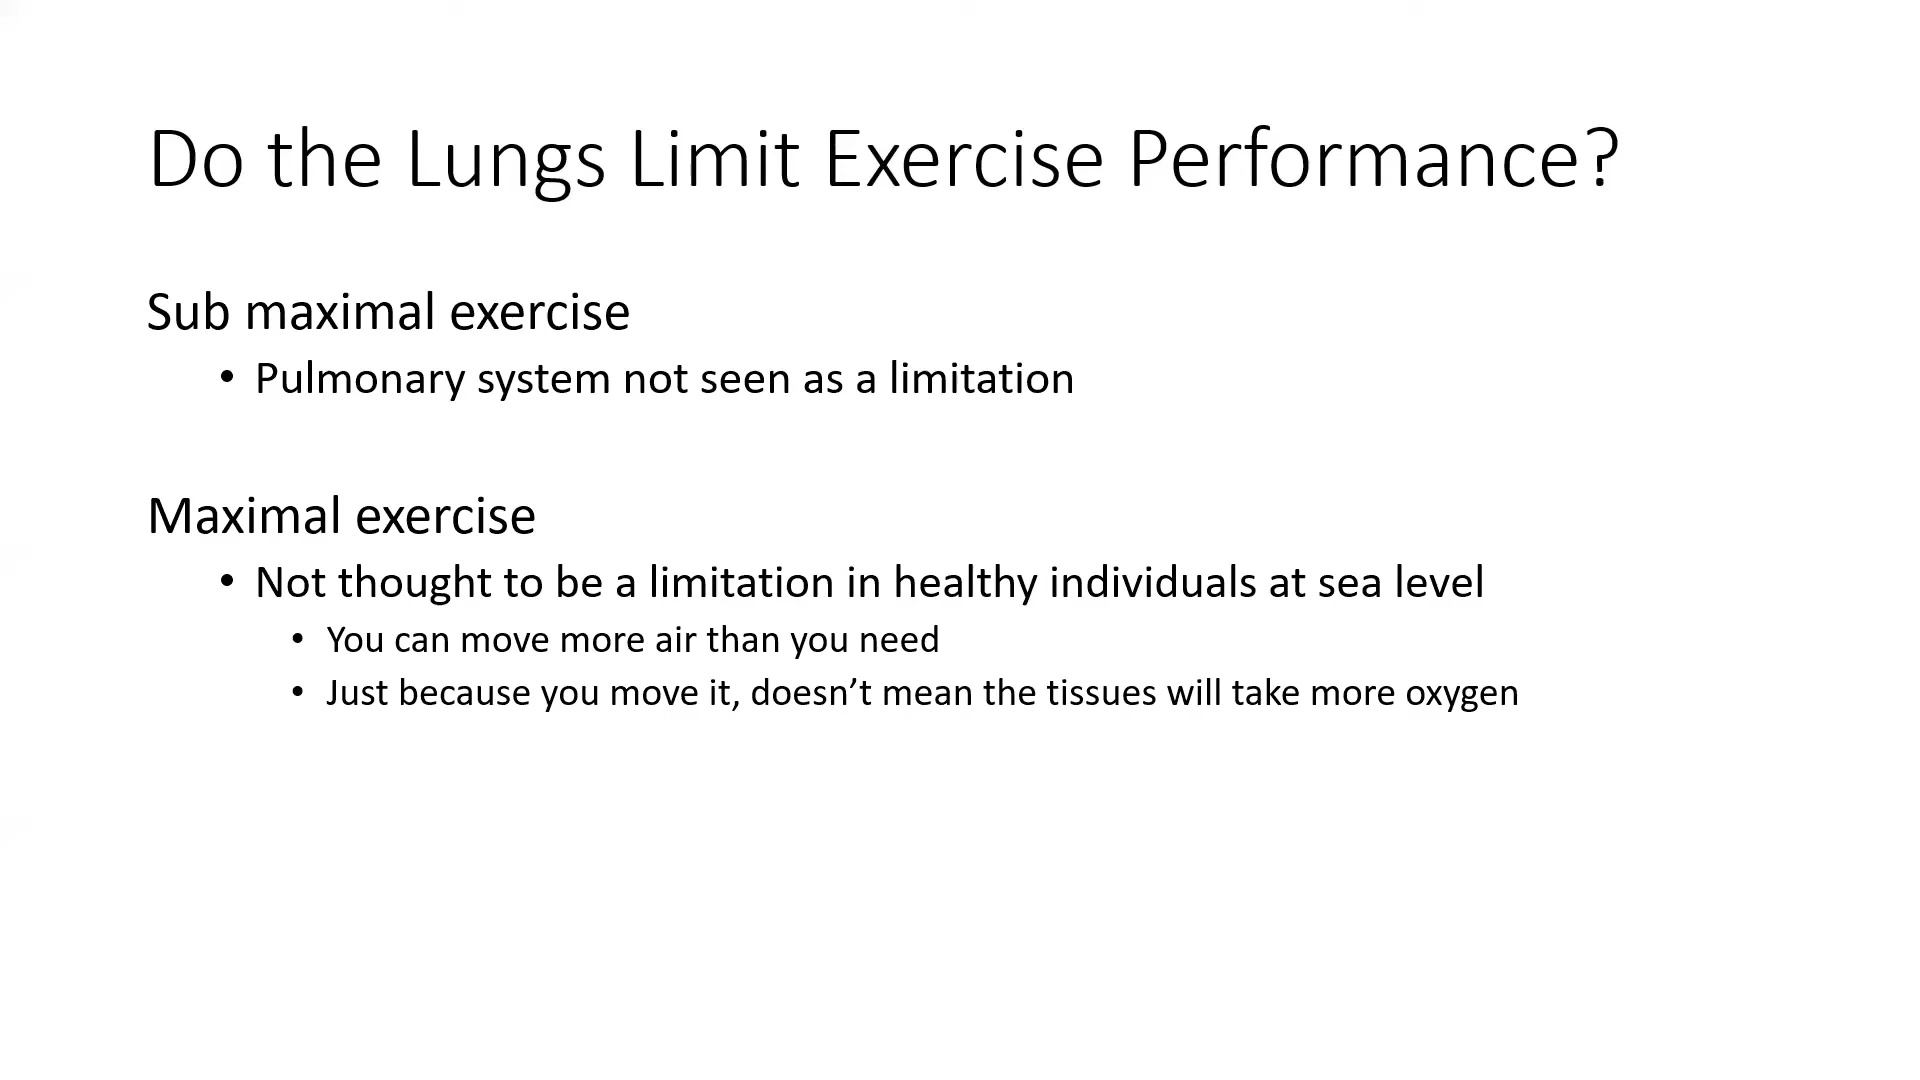 Do the Lungs Limit Exercise Performance?
Sub maximal exercise
• Pulmonary system not seen as a limitation
Maximal exercise
• Not thought to be a limitation in healthy individuals at sea level
• You can move more air than you need
• Just because you move it, doesn’t mean the tissues will take more oxygen